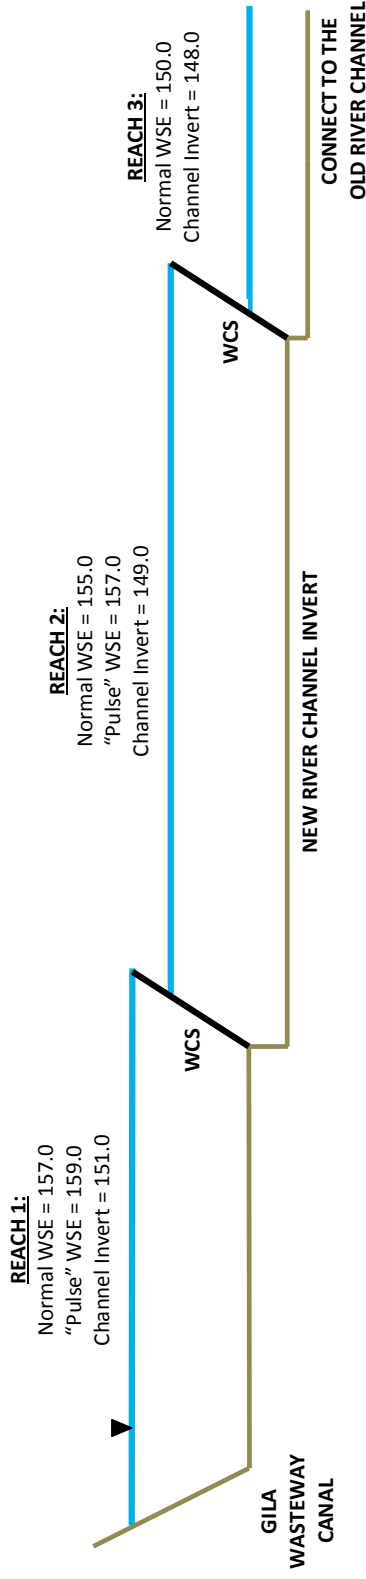 REACH 1:
Normal WSE = 157.0
“Pulse” WSE = 159.0
Channel Invert = 151.0
GILA
WASTEWAY
CANAL
WCS
REACH 2:
Normal WSE = 155.0
“Pulse” WSE = 157.0
Channel Invert = 149.0
NEW RIVER CHANNEL INVERT
WCS
REACH 3:
Normal WSE = 150.0
Channel Invert = 148.0
CONNECT TO THE
OLD RIVER CHANNEL